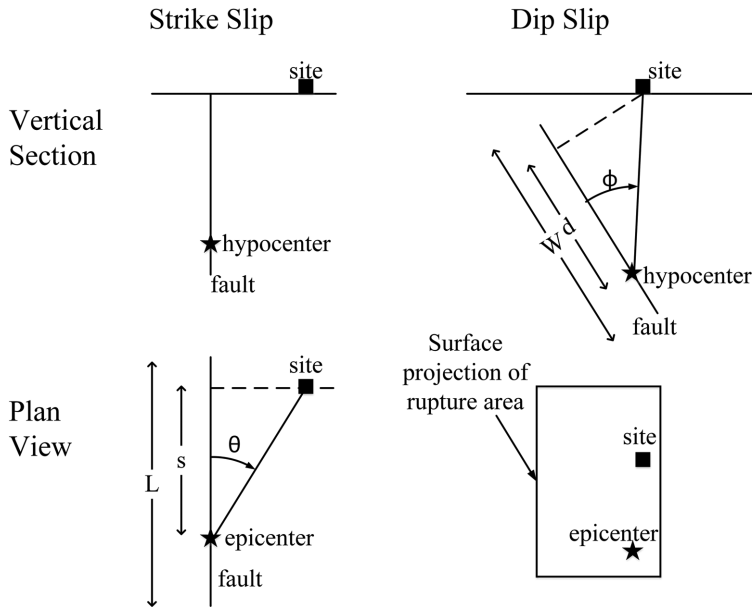 Strike Slip
Dip Slip
site
site
Vertical
Section
ϕ
W
d
hypocenter
hypocenter
fault
fault
Surface
projection of
rupture area
site
Plan
View
θ
s
L
site
epicenter
epicenter
fault